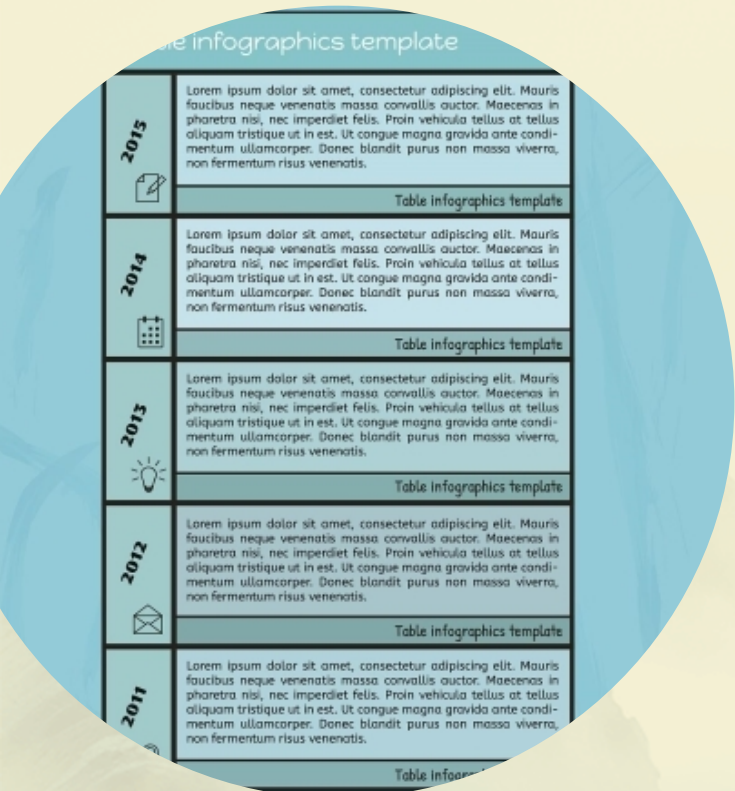 infographics template
2015
Lorem ipsum dolor sit amet, consectetur adipiscing elit. Mauris
faucibus neque venenatis massa convallis auctor. Maecenas in
pharetra nisi, nec imperdiet felis. Proin vehicula tellus at tellus
aliquam tristique ut in est. Ut congue magna gravida ante condi-
mentum ullamcorper. Donec blandit purus non massa viverra,
non fermentum risus venenatis.
Table infographics template
2014
Lorem ipsum dolor sit amet, consectetur adipiscing elit. Mauris
faucibus neque venenatis massa convallis auctor. Maecenas in
pharetra nisi, nec imperdiet felis. Proin vehicula tellus at tellus
aliquam tristique ut in est. Ut congue magna gravida ante condi-
mentum ullamcorper. Donec blandit purus non massa viverra,
non fermentum risus venenatis.
Table infographics template
2013
Lorem ipsum dolor sit amet, consectetur adipiscing elit. Mauris
faucibus neque venenatis massa convallis auctor. Maecenas in
pharetra nisi, nec imperdiet felis. Proin vehicula tellus at tellus
aliquam tristique ut in est. Ut congue magna gravida ante condi-
mentum ullamcorper. Donec blandit purus non massa viverra,
non fermentum risus venenatis.
Table infographics template
2012
Lorem ipsum dolor sit amet, consectetur adipiscing elit. Mauris
faucibus neque venenatis massa convallis auctor. Maecenas in
pharetra nisi, nec imperdiet felis. Proin vehicula tellus at tellus
aliquam tristique ut in est. Ut congue magna gravida ante condi-
mentum ullamcorper. Donec blandit purus non massa viverra,
non fermentum risus venenatis.
Table infographics template
2011
Lorem ipsum dolor sit amet, consectetur adipiscing elit. Mauris
faucibus neque venenatis massa convallis auctor. Maecenas in
pharetra nisi, nec imperdiet felis. Proin vehicula tellus at tellus
aliquam tristique ut in est. Ut congue magna gravida ante condi-
mentum ullamcorper. Donec blandit purus non massa viverra,
non fermentum risus venenatis.
Table